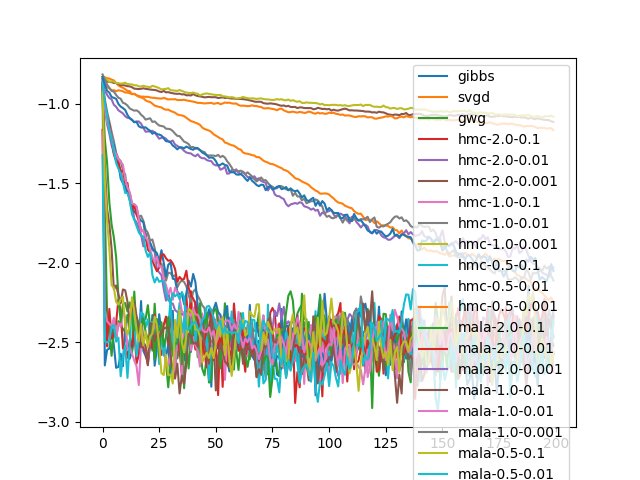 −1.0
−1.5
−2.0
−2.5
−3.0
0
25
50
75
100
125
150
175
200
gibbs
svgd
gwg
hmc-2.0-0.1
hmc-2.0-0.01
hmc-2.0-0.001
hmc-1.0-0.1
hmc-1.0-0.01
hmc-1.0-0.001
hmc-0.5-0.1
hmc-0.5-0.01
hmc-0.5-0.001
mala-2.0-0.1
mala-2.0-0.01
mala-2.0-0.001
mala-1.0-0.1
mala-1.0-0.01
mala-1.0-0.001
mala-0.5-0.1
mala-0.5-0.01